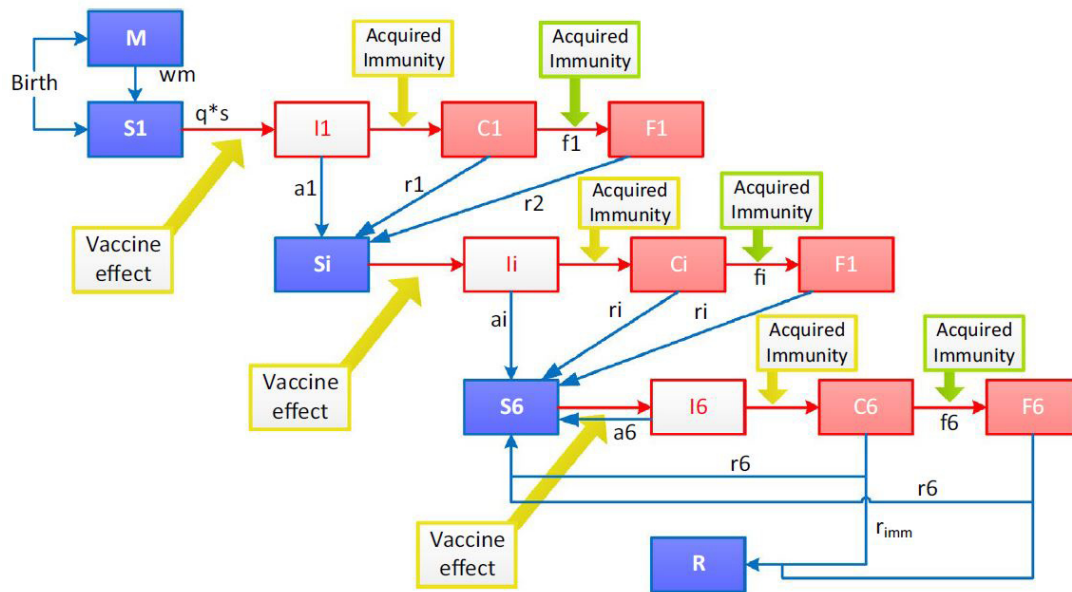 M
Birth
wm
S1
q*s
I1
Acquired
Immunity
C1
Acquired
Immunity
f1
F1
a1
r1
r2
Vaccine
effect
Si
Ii
Acquired
Immunity
Ci
Acquired
Immunity
fi
F1
ai
ri
ri
Vaccine
effect
S6
I6
Acquired
Immunity
C6
Acquired
Immunity
f6
F6
a6
r6
r6
Vaccine
effect
rimm
R